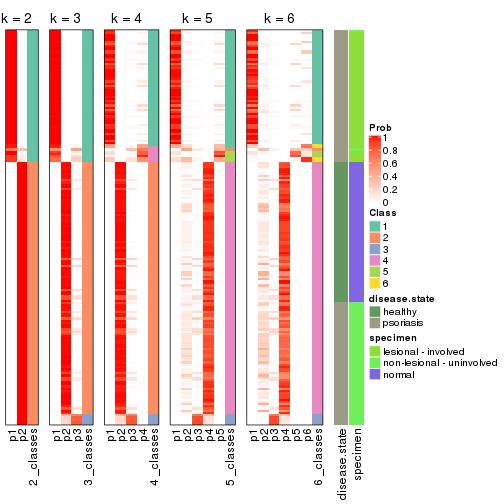 k = 2
k = 3
k = 4
k = 5
k = 6
p1
p2
2_classes
p1
p2
p3
3_classes
p1
p2
p3
p4
4_classes
p1
p2
p3
p4
p5
5_classes
p1
p2
p3
p4
p5
p6
6_classes
disease.state
specimen
Prob
1
0.8
0.6
0.4
0.2
0
Class
1
2
3
4
5
6
disease.state
healthy
psoriasis
specimen
lesional - involved
non-lesional - uninvolved
normal